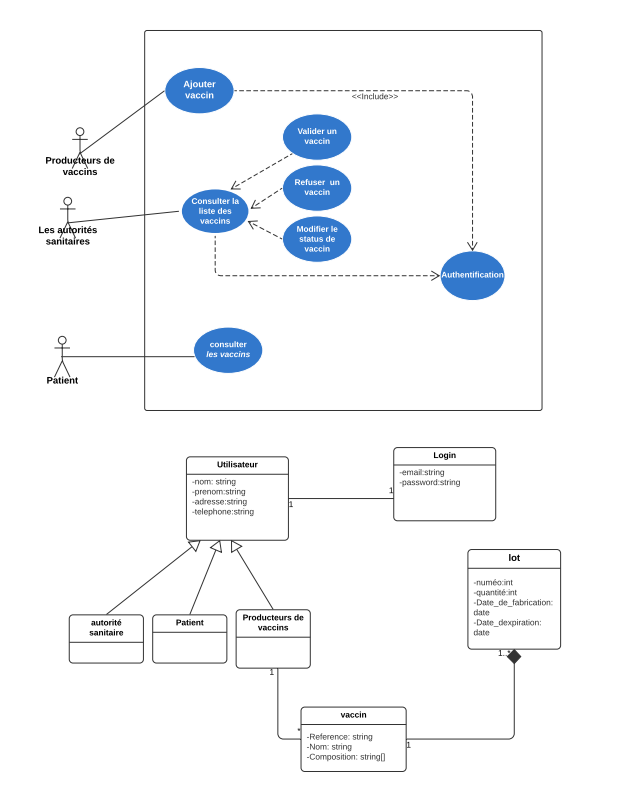 Ajouter
vaccin
<<Include>>
Valider un
vaccin
Producteurs de
vaccins
Refuser un
vaccin
Consulter la
liste des
vaccins
Les autorités
sanitaires
Modifier le
status de
vaccin
Authentification
consulter
les vaccins
Patient
Utilisateur
-nom: string
-prenom:string
-adresse:string
-telephone:string
1
1
Login
-email:string
-password:string
lot
-numéo:int
-quantité:int
-Date_de_fabrication:
date
-Date_dexpiration:
date
1..*
autorité
sanitaire
Patient
Producteurs de
vaccins
1
*
vaccin
-Reference: string
-Nom: string
-Composition: string[]
1